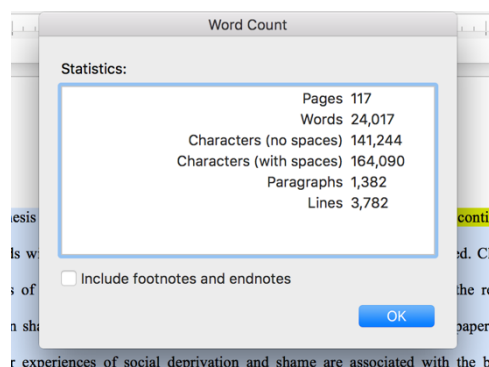 Word Count
Statistics:
Pages 117
Words 24,017
Characters (no spaces) 141,244
Characters (with spaces) 164,090
Paragraphs 1,382
Lines 3,782
Include footnotes and endnotes
OK
of
the
experiences of social deprivation and shame are associated with the